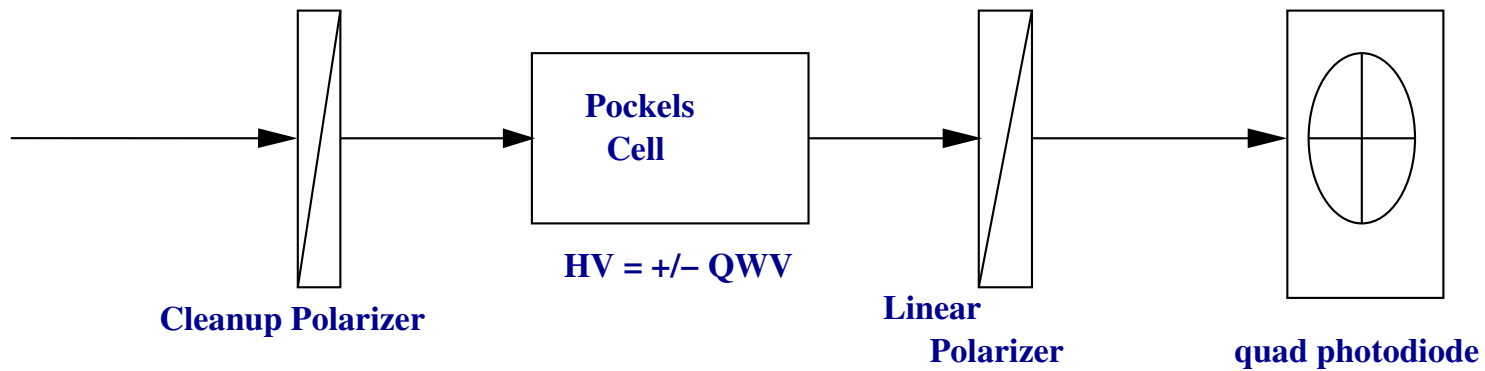 Pockels
Cell
HV = +/− QWV
Cleanup Polarizer
Linear
Polarizer
quad photodiode